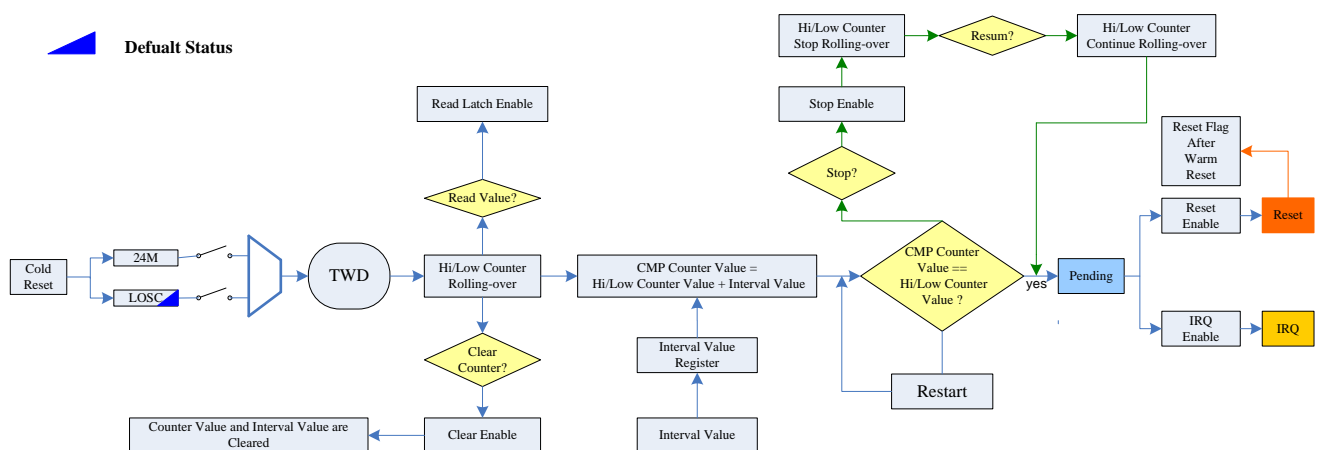 Defualt Status
Hi/Low Counter
Stop Rolling-over
Resum?
Hi/Low Counter
Continue Rolling-over
Read Latch Enable
Stop Enable
Reset Flag
After
Warm
Reset
Stop?
Read Value?
Reset
Enable
Reset
Cold
Reset
24M
LOSC
TWD
Hi/Low Counter
Rolling-over
CMP Counter Value =
Hi/Low Counter Value + Interval Value
CMP Counter
Value ==
Hi/Low Counter
Value ?
yes
Pending
IRQ
Enable
IRQ
Clear
Counter?
Interval Value
Register
Restart
Counter Value and Interval Value are
Cleared
Clear Enable
Interval Value